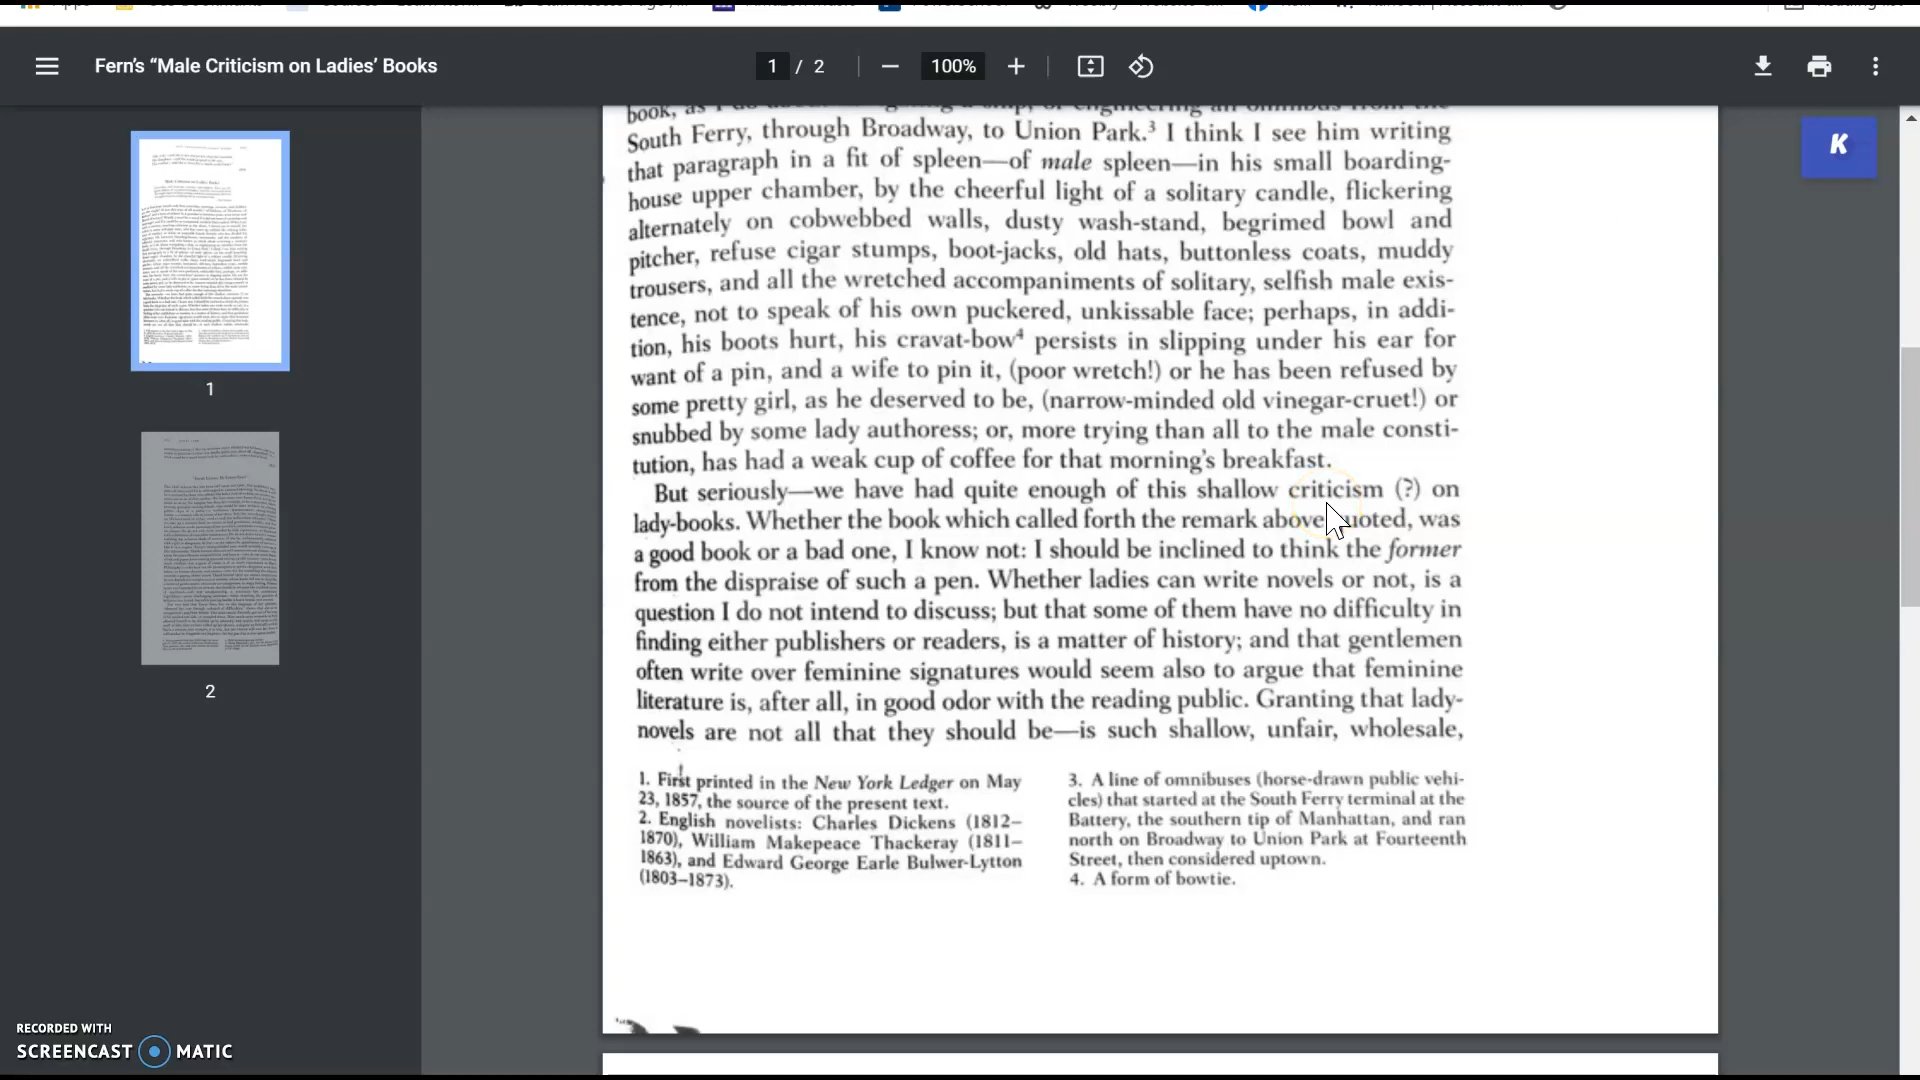 Fern's “Male Criticism on Ladies' Books
1 / 2
100%
K
South Ferry, through Broadway, to Union Park.³ I think I see him writing
that paragraph in a fit of spleen—of male spleen—in his small boarding-
house upper chamber, by the cheerful light of a solitary candle, flickering
alternately on cobwebbed walls, dusty wash-stand, begrimed bowl and
pitcher, refuse cigar stumps, boot-jacks, old hats, buttonless coats, muddy
trousers, and all the wretched accompaniments of solitary, selfish male exis-
tence, not to speak of his own puckered, unkissable face; perhaps, in addi-
tion, his boots hurt, his cravat-bow⁴ persists in slipping under his ear for
want of a pin, and a wife to pin it, (poor wretch!) or he has been refused by
some pretty girl, as he deserved to be, (narrow-minded old vinegar-cruet!) or
snubbed by some lady authoress; or, more trying than all to the male consti-
tution, has had a weak cup of coffee for that morning's breakfast.
But seriously—we have had quite enough of this shallow criticism (?) on
lady-books. Whether the book which called forth the remark above quoted, was
a good book or a bad one, I know not: I should be inclined to think the former
from the dispraise of such a pen. Whether ladies can write novels or not, is a
question I do not intend to discuss; but that some of them have no difficulty in
finding either publishers or readers, is a matter of history; and that gentlemen
often write over feminine signatures would seem also to argue that feminine
literature is, after all, in good odor with the reading public. Granting that lady-
novels are not all that they should be—is such shallow, unfair, wholesale,
1. First printed in the New York Ledger on May
23, 1857, the source of the present text.
2. English novelists: Charles Dickens (1812–
1870), William Makepeace Thackeray (1811–
1863), and Edward George Earle Bulwer-Lytton
(1803–1873).
3. A line of omnibuses (horse-drawn public vehi-
cles) that started at the South Ferry terminal at the
Battery, the southern tip of Manhattan, and ran
north on Broadway to Union Park at Fourteenth
Street, then considered uptown.
4. A form of bowtie.
1
2
RECORDED WITH
SCREENCAST MATIC